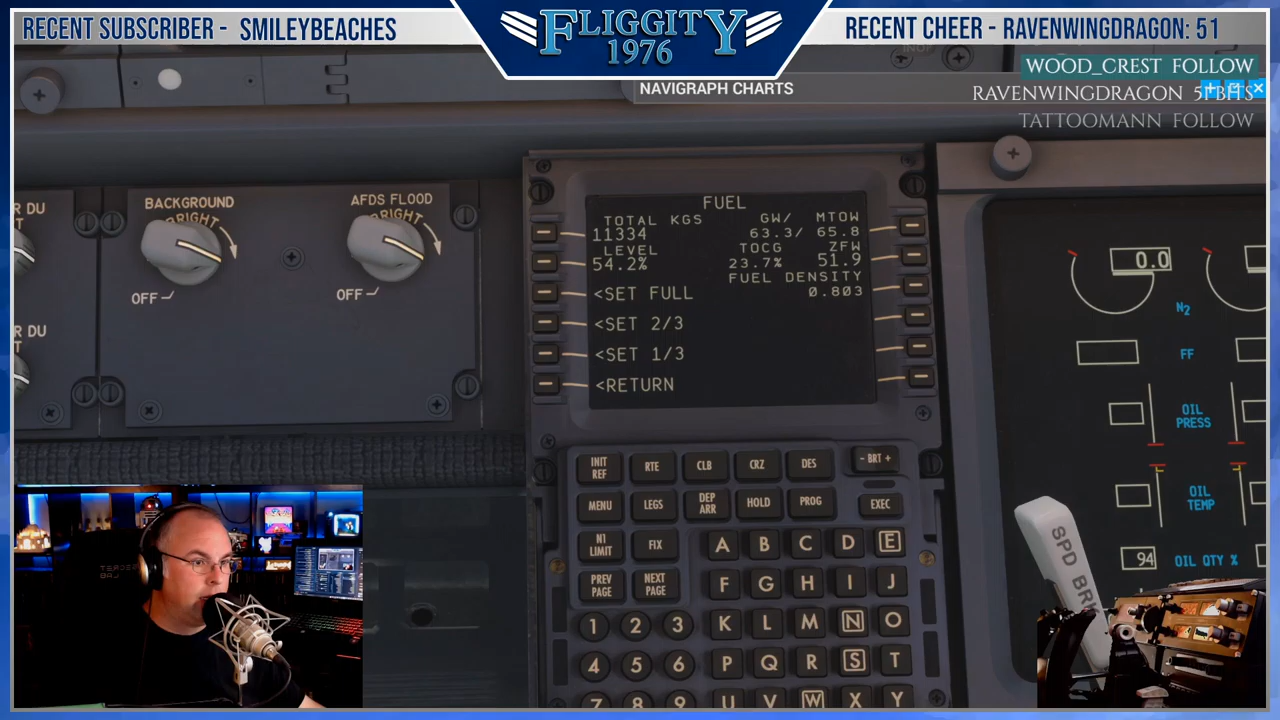 RECENT SUBSCRIBER - SMILEYBEACHES
FLIGGITY
1976
RECENT CHEER - RAVENWINGDRAGON: 51
WOOD_CREST FOLLOW
NAVIGRAPH CHARTS
RAVENWINGDRAGON 51 BITS
TATTOOMANN FOLLOW
R DU
BACKGROUND
BRIGHT
OFF
AFDS FLOOD
BRIGHT
OFF
R DU
FUEL
TOTAL KGS GW/ MTOW
11334 63.3/ 65.8
LEVEL TOCG ZFW
54.2% 23.7% 51.9
FUEL DENSITY
<SET FULL 0.803
<SET 2/3
<SET 1/3
<RETURN
0.0
N2
FF
OIL PRESS
OIL TEMP
94 OIL QTY %
SPD BRK
INIT REF RTE CLB CRZ DES - BRT +
MENU LEGS DEP ARR HOLD PROG EXEC
N1 LIMIT FIX A B C D E
PREV PAGE NEXT PAGE F G H I J
1 2 3 K L M N O
4 5 6 P Q R S T
7 8 9 U V W X Y